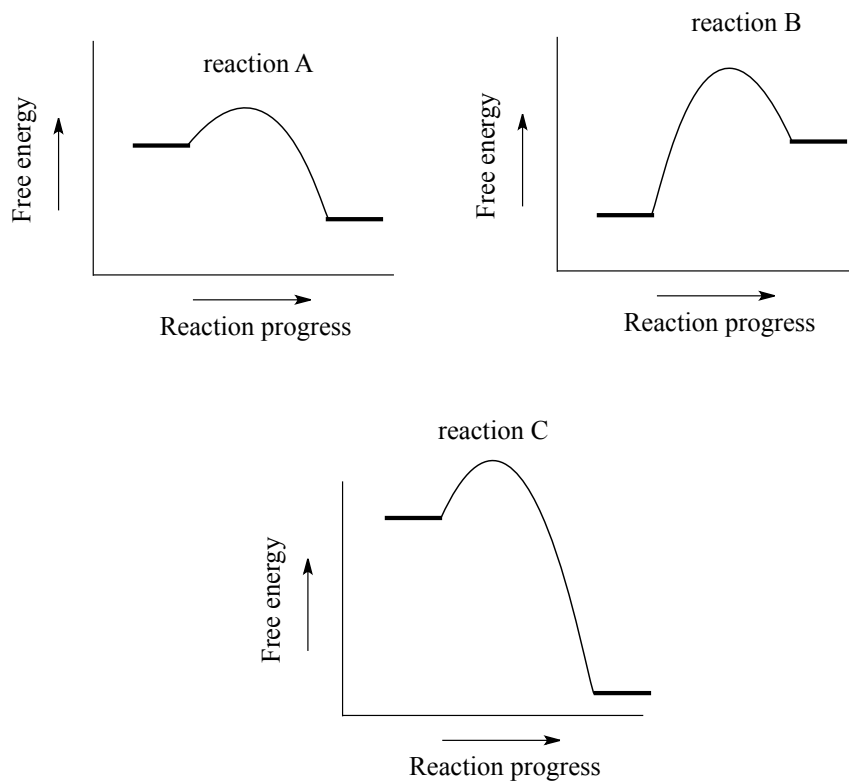 reaction A
Free energy
Reaction progress
reaction B
Free energy
Reaction progress
reaction C
Free energy
Reaction progress